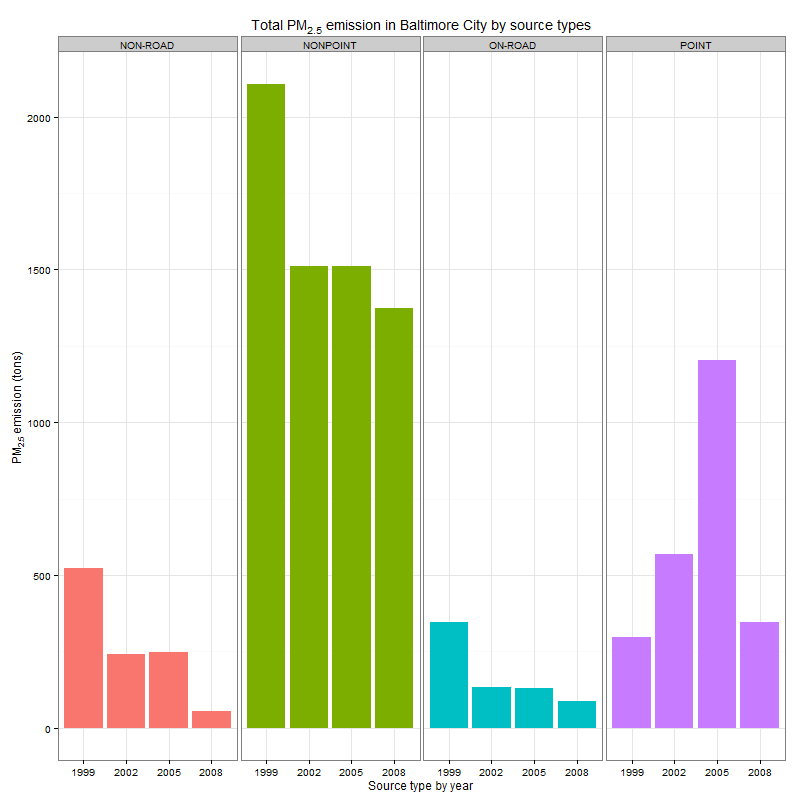 Total PM2.5 emission in Baltimore City by source types
NON-ROAD NONPOINT ON-ROAD POINT
2000
1500
1000
500
0
PM2.5 emission (tons)
1999 2002 2005 2008 1999 2002 2005 2008 1999 2002 2005 2008 1999 2002 2005 2008
Source type by year